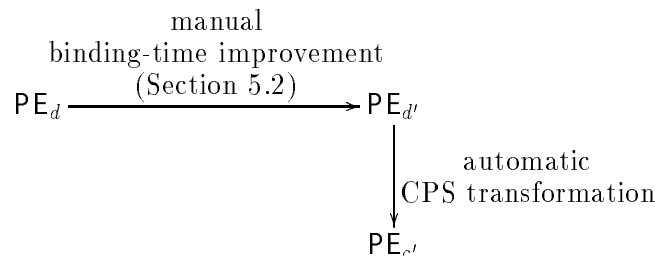 manual
binding-time improvement
(Section 5.2)
PE_d PE_d'
automatic
CPS transformation
PE_c'